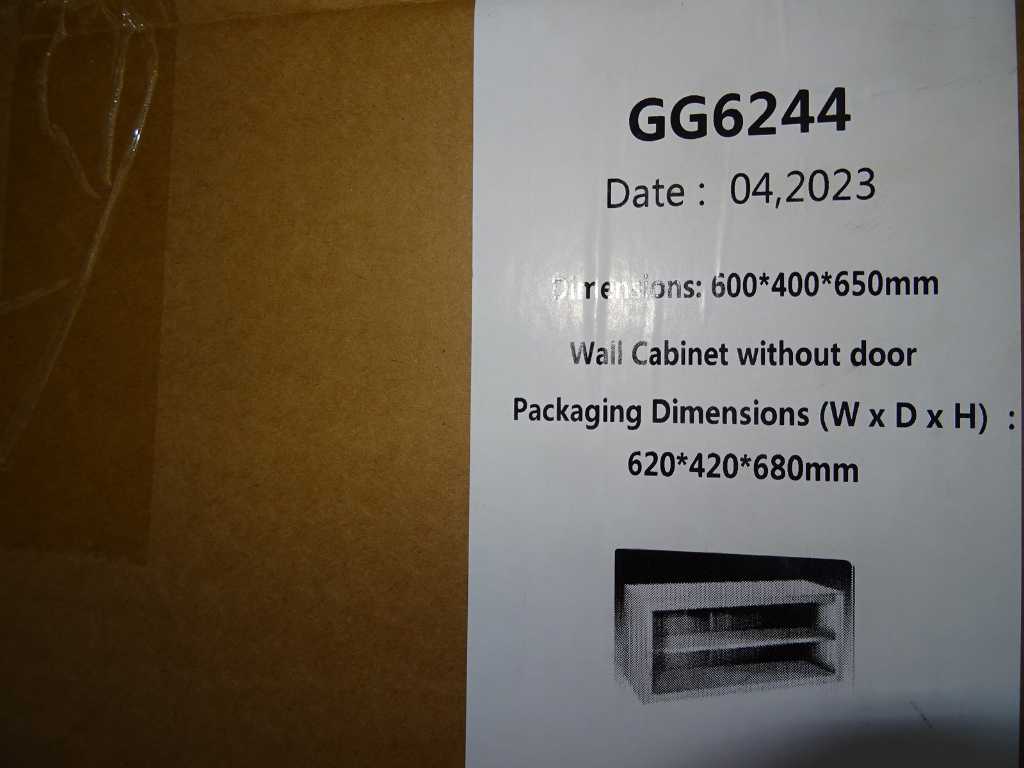 GG6244
Date : 04,2023
Dimensions: 600*400*650mm
Wall Cabinet without door
Packaging Dimensions (W x D x H) :
620*420*680mm